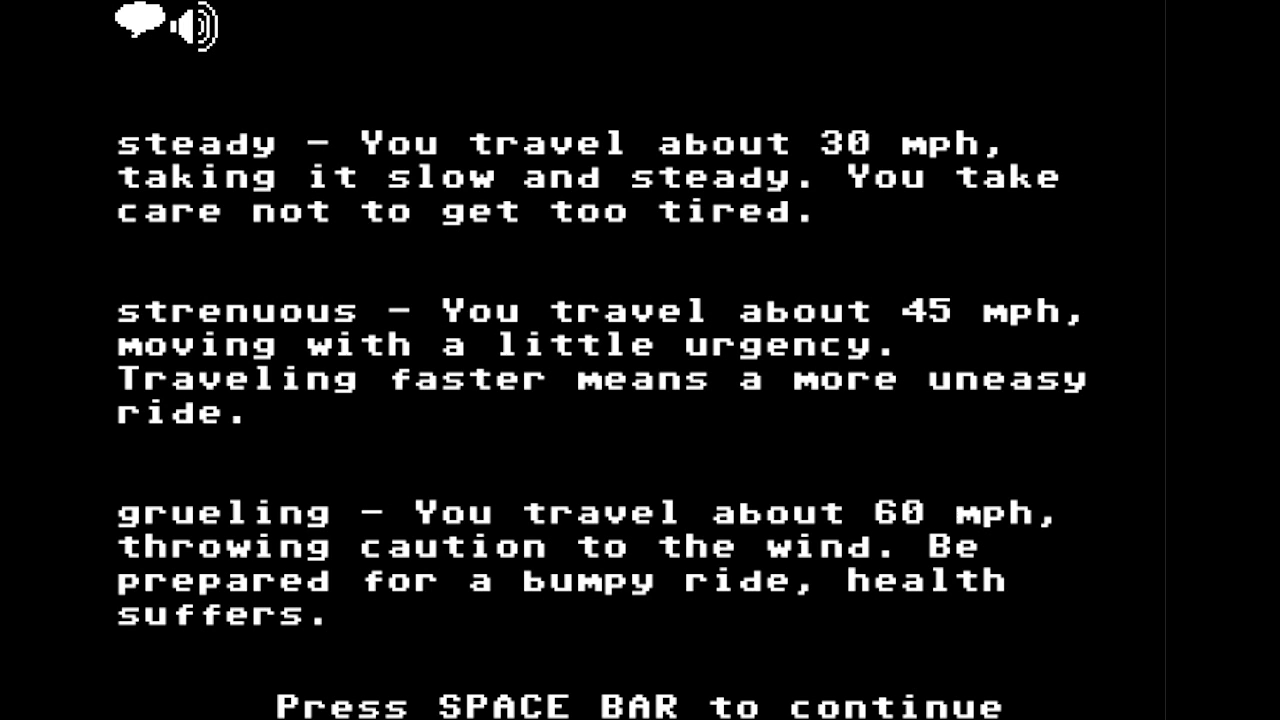 steady - You travel about 30 mph,
taking it slow and steady. You take
care not to get too tired.
strenuous - You travel about 45 mph,
moving with a little urgency.
Traveling faster means a more uneasy
ride.
grueling - You travel about 60 mph,
throwing caution to the wind. Be
prepared for a bumpy ride, health
suffers.
Press SPACE BAR to continue